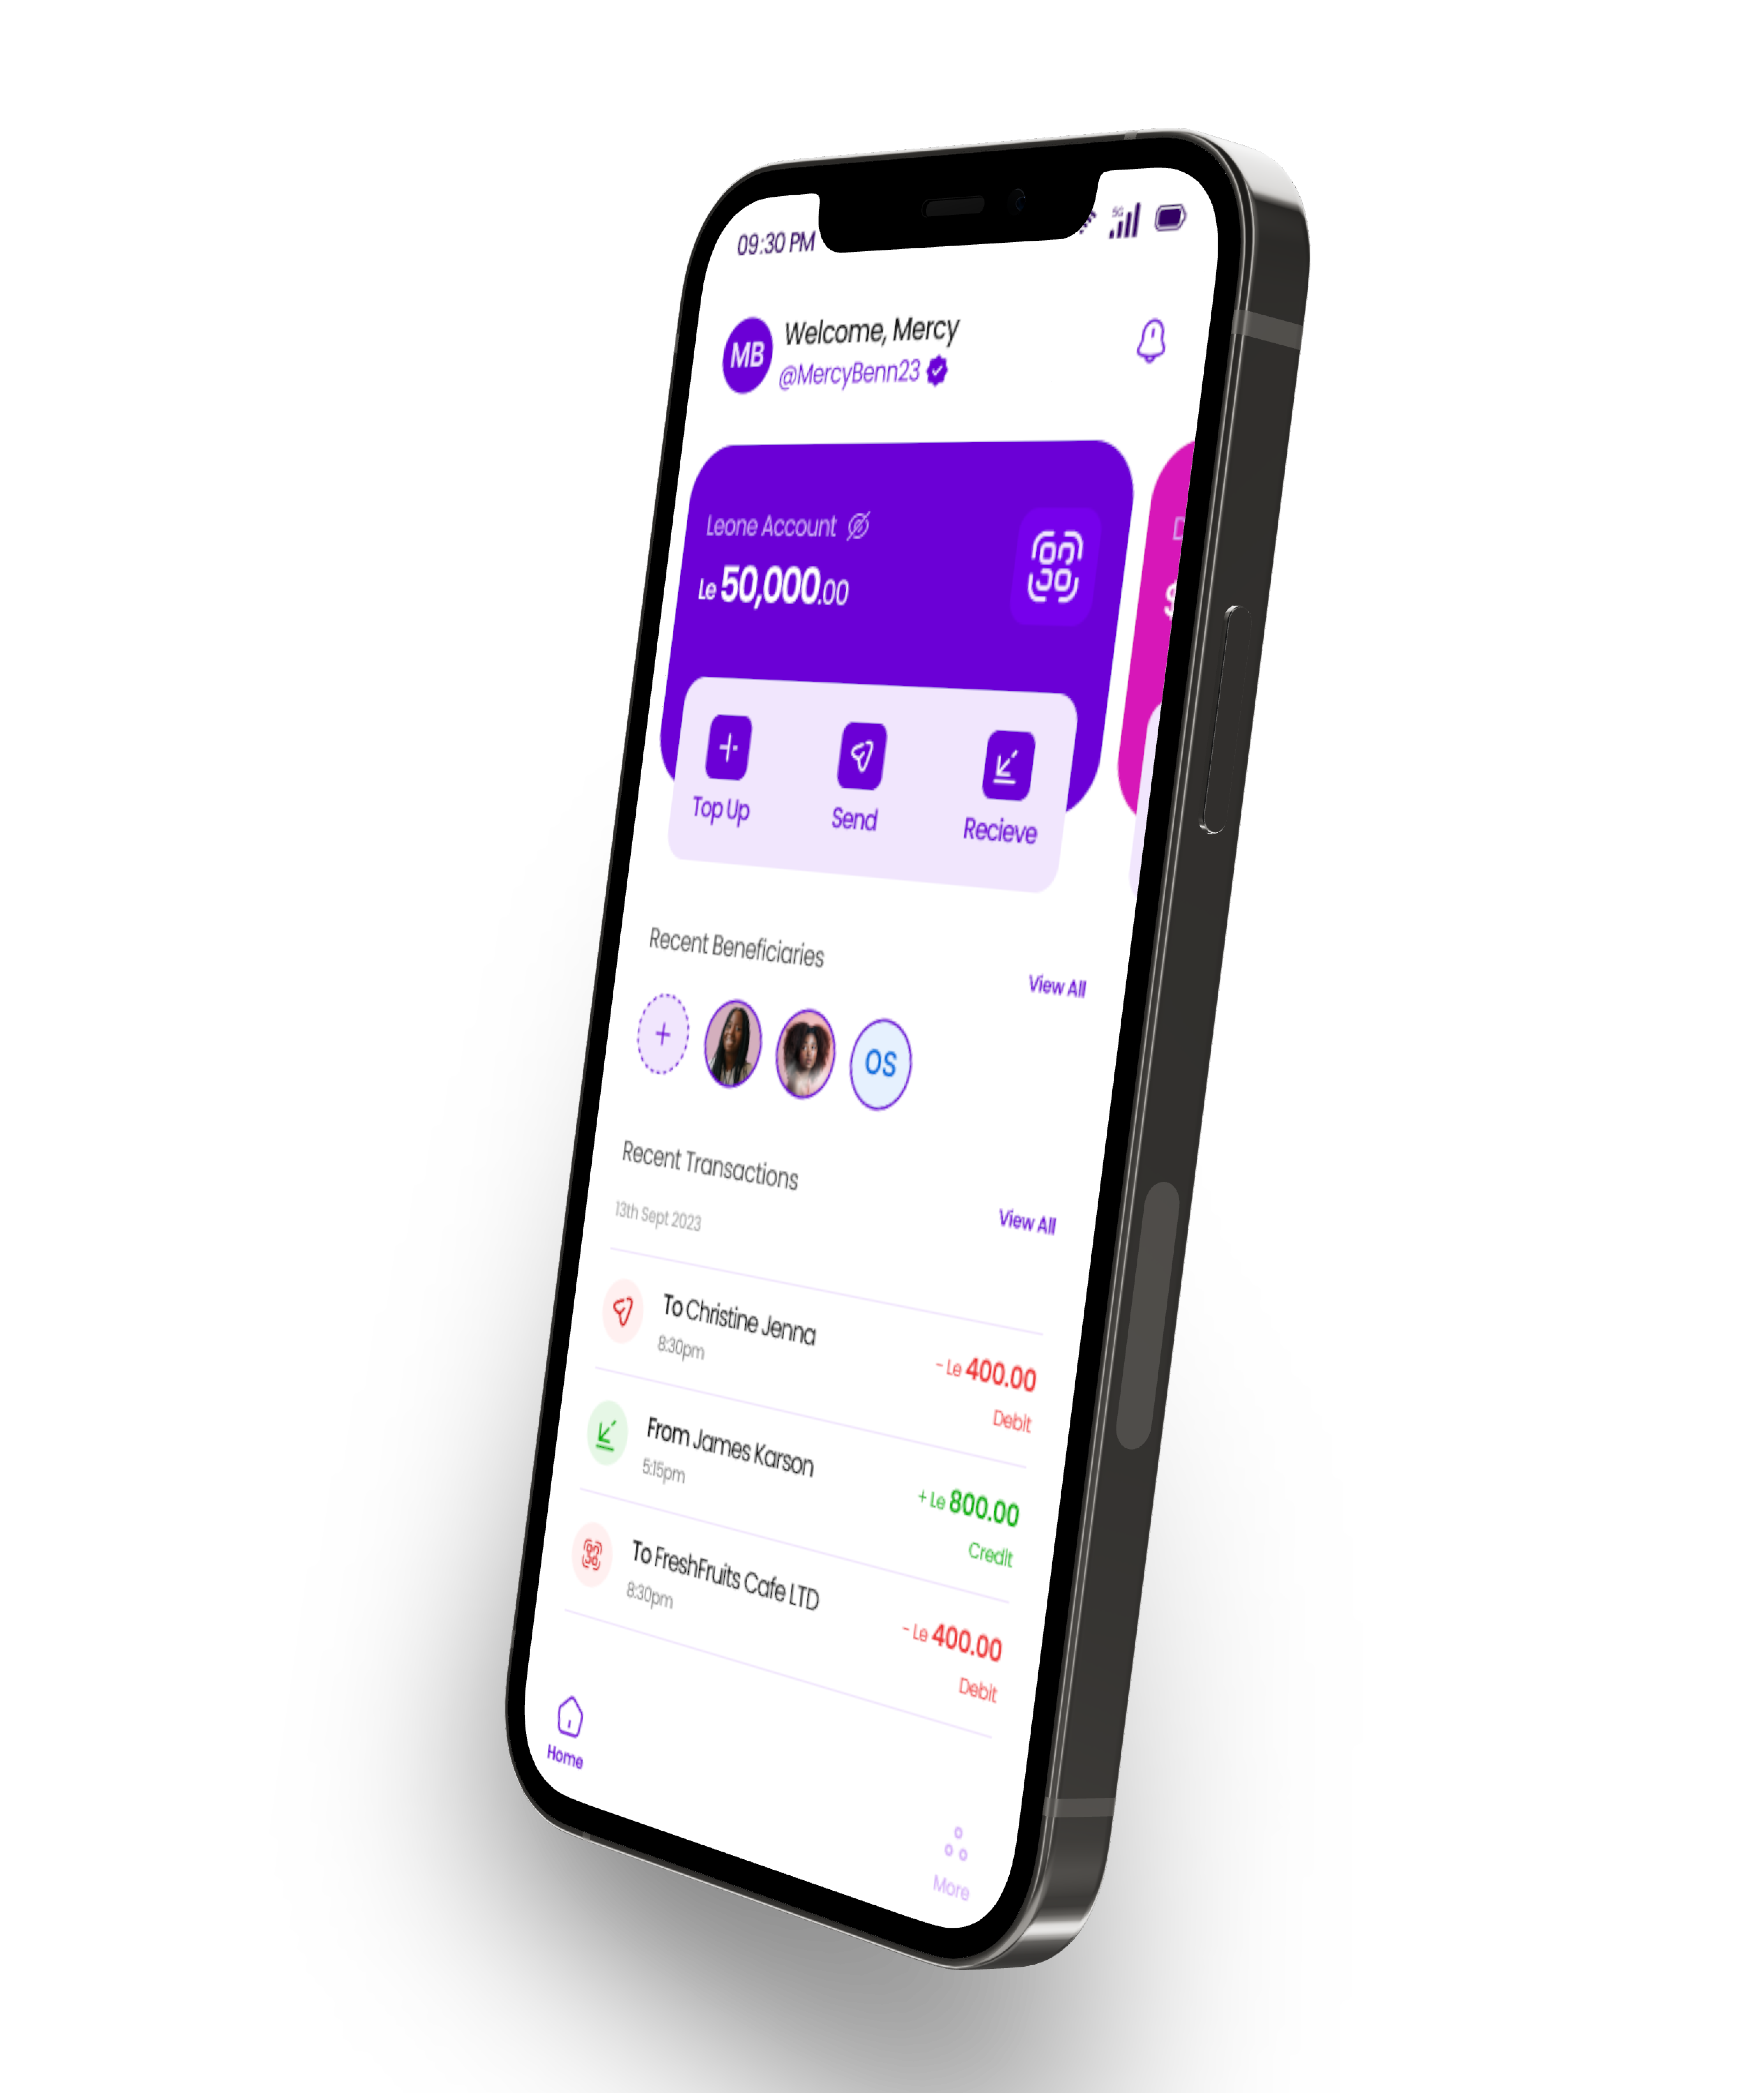 09:30 PM
5G
MB
Welcome, Mercy
@MercyBenn23
Leone Account
Le 50,000.00
D
$
Top Up
Send
Recieve
Recent Beneficiaries
View All
OS
Recent Transactions
View All
13th Sept 2023
To Christine Jenna
8:30pm
- Le 400.00
Debit
From James Karson
5:15pm
+ Le 800.00
Credit
To FreshFruits Cafe LTD
8:30pm
- Le 400.00
Debit
Home
More